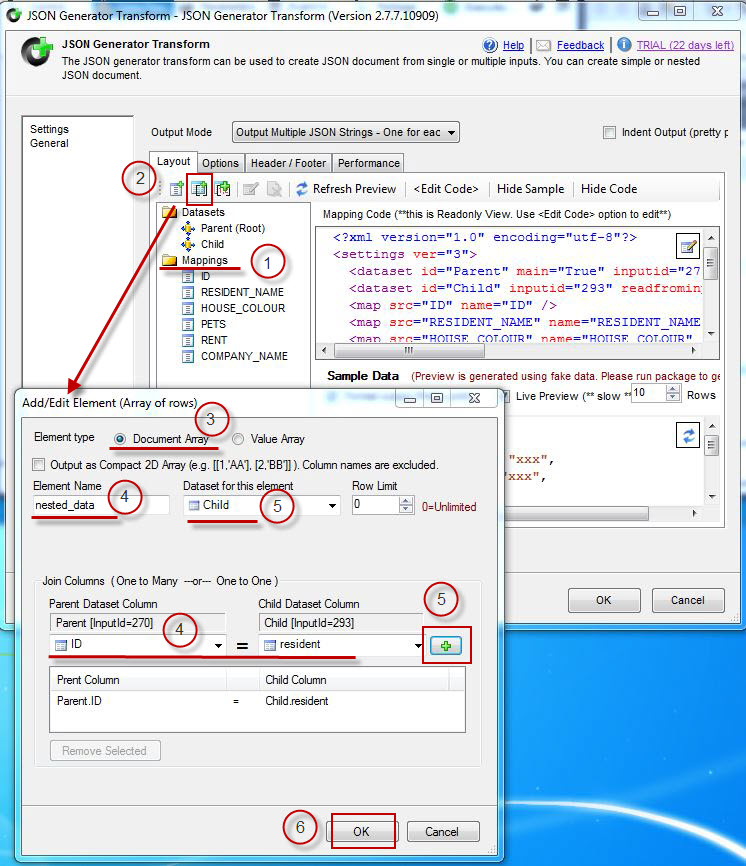 JSON Generator Transform - JSON Generator Transform (Version 2.7.7.10909)
JSON Generator Transform
Help
Feedback
TRIAL (22 days left)
The JSON generator transform can be used to create JSON document from single or multiple inputs. You can create simple or nested
JSON document.
Settings
General
Output Mode
Output Multiple JSON Strings - One for eac
Indent Output (pretty p
Layout
Options
Header / Footer
Performance
2
Refresh Preview
<Edit Code>
Hide Sample
Hide Code
Datasets
Parent (Root)
Child
Mappings
1
ID
RESIDENT_NAME
HOUSE_COLOUR
PETS
RENT
COMPANY_NAME
Mapping Code (**this is Readonly View. Use <Edit Code> option to edit**)
<?xml version="1.0" encoding="utf-8"?>
<settings ver="3">
<dataset id="Parent" main="True" inputid="27
<dataset id="Child" inputid="293" readfromin
<map src="ID" name="ID" />
<map src="RESIDENT_NAME" name="RESIDENT_NAME
<map src="HOUSE_COLOUR" name="HOUSE_COLOUR"
Sample Data (Preview is generated using fake data. Please run package to ge
Live Preview (** slow **
10
Rows
"xxx",
"xxx",
OK
Cancel
Add/Edit Element (Array of rows)
3
Element type
Document Array
Value Array
Output as Compact 2D Array (e.g. [[1,'AA'], [2,'BB']] ). Column names are excluded.
Element Name
4
Dataset for this element
Row Limit
nested_data
Child
5
0
0=Unlimited
Join Columns ( One to Many ---or--- One to One )
5
Parent Dataset Column
Child Dataset Column
Parent [InputId=270]
4
Child [InputId=293]
ID
=
resident
Prent Column
Child Column
Parent.ID
=
Child.resident
Remove Selected
6
OK
Cancel